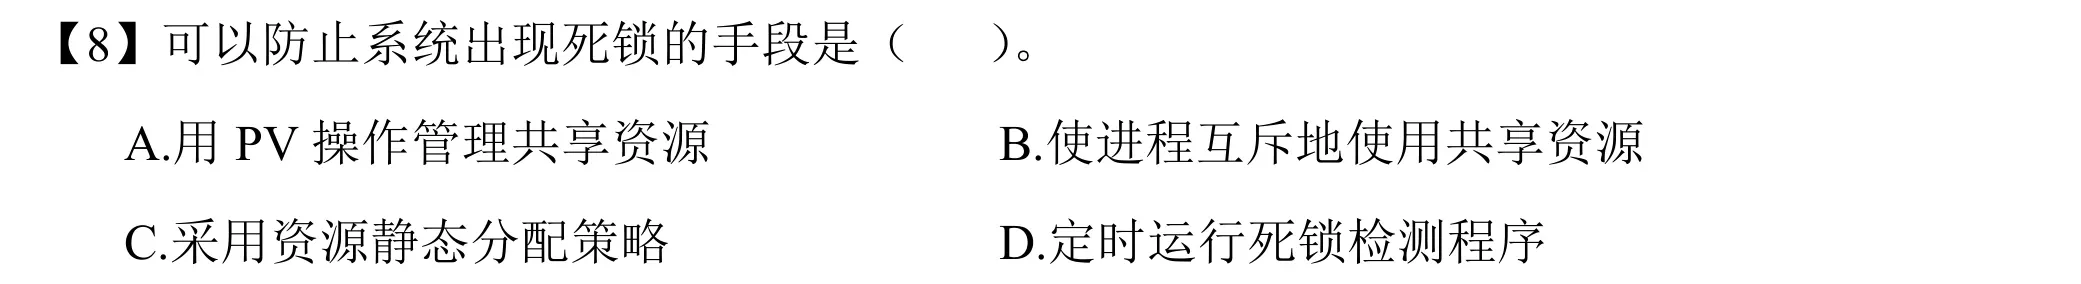 【8】可以防止系统出现死锁的手段是（　　）。
A.用 PV 操作管理共享资源　　B.使进程互斥地使用共享资源
C.采用资源静态分配策略　　D.定时运行死锁检测程序